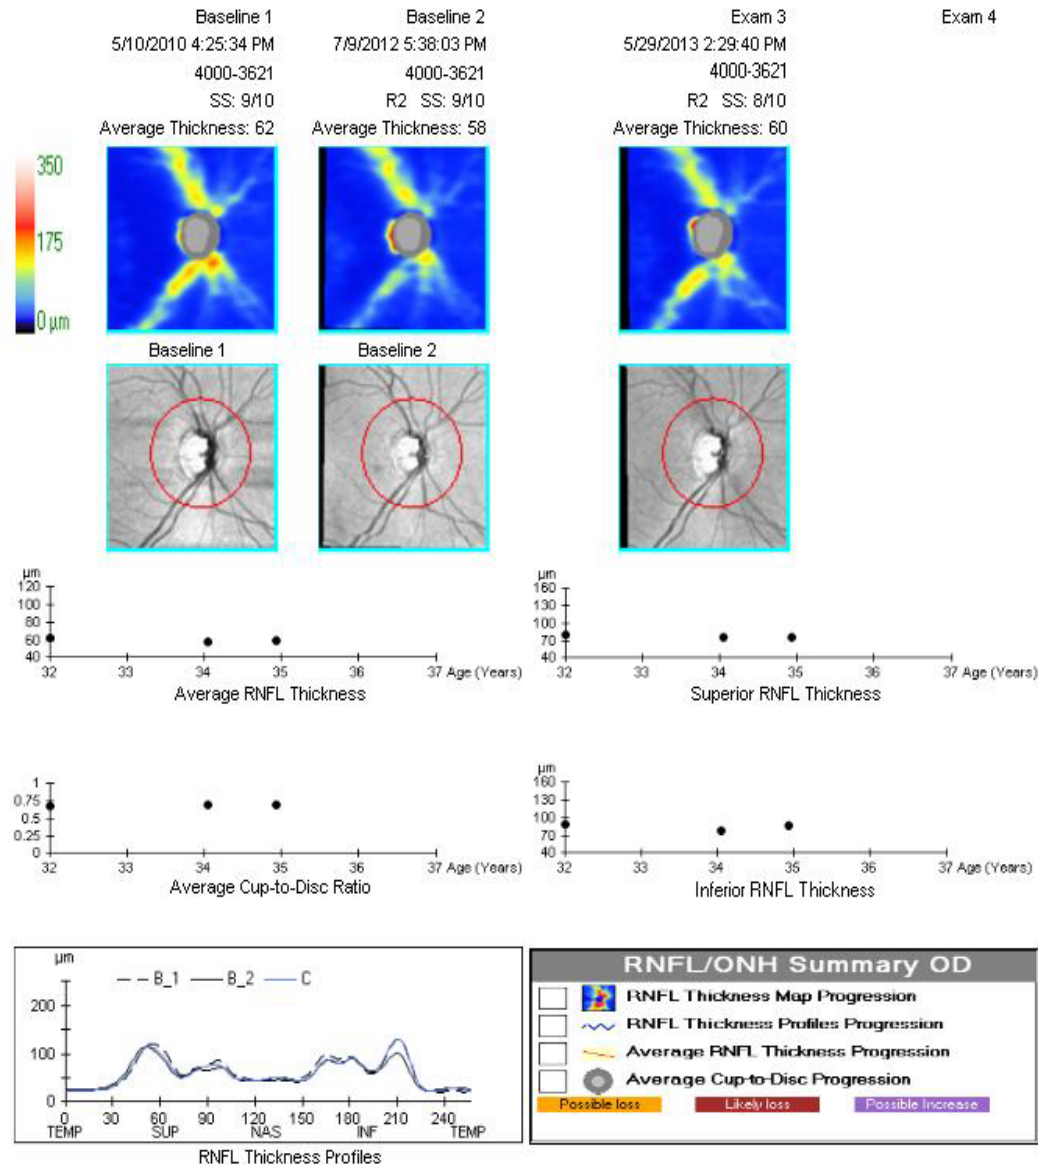 Baseline 1 Baseline 2 Exam 3 Exam 4
5/10/2010 4:25:34 PM 7/9/2012 5:38:03 PM 5/29/2013 2:29:40 PM
4000-3621 4000-3621 4000-3621
SS: 9/10 R2 SS: 9/10 R2 SS: 8/10
Average Thickness: 62 Average Thickness: 58 Average Thickness: 60
350
175
0 µm
Baseline 1 Baseline 2
µm
120
100
80
60
40
32 33 34 35 36 37 Age (Years)
Average RNFL Thickness
µm
160
130
100
70
40
32 33 34 35 36 37 Age (Years)
Superior RNFL Thickness
1
0.75
0.5
0.25
0
32 33 34 35 36 37 Age (Years)
Average Cup-to-Disc Ratio
µm
160
130
100
70
40
32 33 34 35 36 37 Age (Years)
Inferior RNFL Thickness
µm
B_1 B_2 C
200
100
0
0 30 60 90 120 150 180 210 240
TEMP SUP NAS INF TEMP
RNFL Thickness Profiles
RNFL/ONH Summary OD
RNFL Thickness Map Progression
RNFL Thickness Profiles Progression
Average RNFL Thickness Progression
Average Cup-to-Disc Progression
Possible loss Likely loss Possible Increase